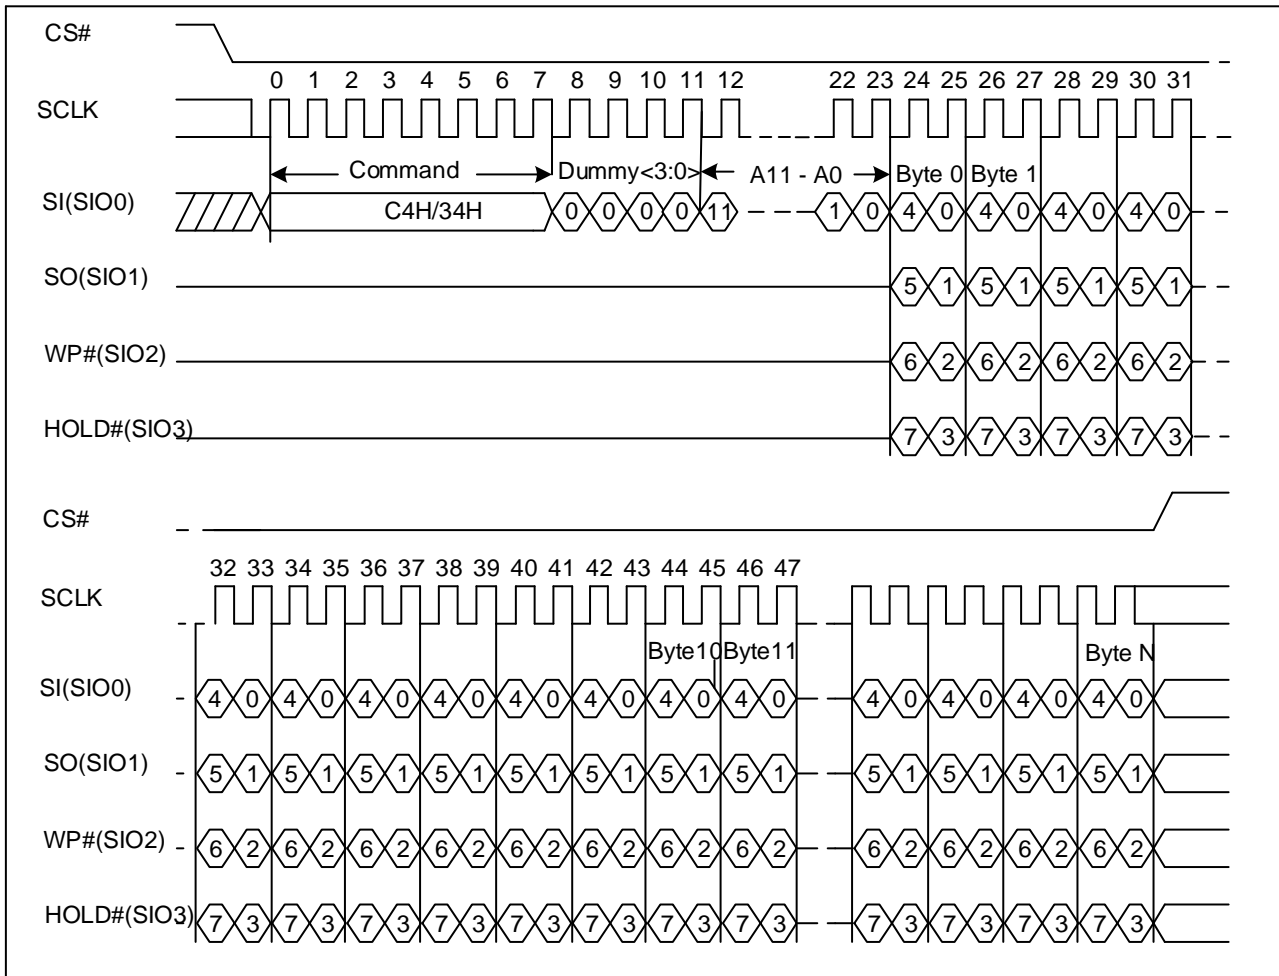 CS#
0 1 2 3 4 5 6 7 8 9 10 11 12 22 23 24 25 26 27 28 29 30 31
SCLK
Command Dummy<3:0> A11 - A0 Byte 0 Byte 1
SI(SIO0) C4H/34H 0 0 0 0 11 1 0 4 0 4 0 4 0 4 0
SO(SIO1) 5 1 5 1 5 1 5 1
WP#(SIO2) 6 2 6 2 6 2 6 2
HOLD#(SIO3) 7 3 7 3 7 3 7 3
CS#
32 33 34 35 36 37 38 39 40 41 42 43 44 45 46 47
SCLK
Byte10 Byte11 Byte N
SI(SIO0) 4 0 4 0 4 0 4 0 4 0 4 0 4 0 4 0 4 0 4 0 4 0 4 0
SO(SIO1) 5 1 5 1 5 1 5 1 5 1 5 1 5 1 5 1 5 1 5 1 5 1 5 1
WP#(SIO2) 6 2 6 2 6 2 6 2 6 2 6 2 6 2 6 2 6 2 6 2 6 2 6 2
HOLD#(SIO3) 7 3 7 3 7 3 7 3 7 3 7 3 7 3 7 3 7 3 7 3 7 3 7 3